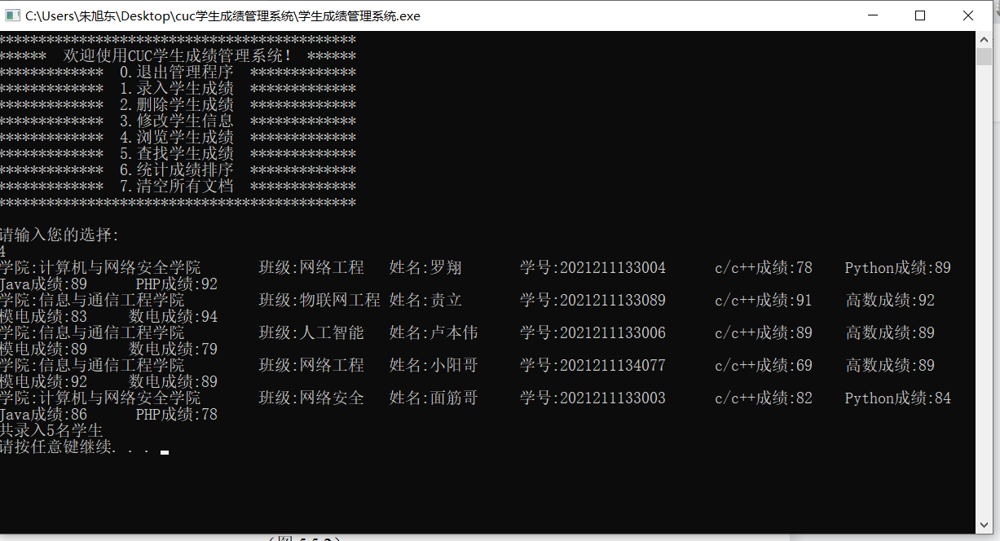 C:\Users\朱旭东\Desktop\cuc学生成绩管理系统\学生成绩管理系统.exe
********************************************
****** 欢迎使用CUC学生成绩管理系统! ******
************* 0.退出管理程序 *************
************* 1.录入学生成绩 *************
************* 2.删除学生成绩 *************
************* 3.修改学生信息 *************
************* 4.浏览学生成绩 *************
************* 5.查找学生成绩 *************
************* 6.统计成绩排序 *************
************* 7.清空所有文档 *************
********************************************
请输入您的选择:
4
学院:计算机与网络安全学院 班级:网络工程 姓名:罗翔 学号:2021211133004 c/c++成绩:78 Python成绩:89
Java成绩:89 PHP成绩:92
学院:信息与通信工程学院 班级:物联网工程 姓名:贡立 学号:2021211133089 c/c++成绩:91 高数成绩:92
模电成绩:83 数电成绩:94
学院:信息与通信工程学院 班级:人工智能 姓名:卢本伟 学号:2021211133006 c/c++成绩:89 高数成绩:89
模电成绩:89 数电成绩:79
学院:信息与通信工程学院 班级:网络工程 姓名:小阳哥 学号:2021211134077 c/c++成绩:69 高数成绩:89
模电成绩:92 数电成绩:89
学院:计算机与网络安全学院 班级:网络安全 姓名:面筋哥 学号:2021211133003 c/c++成绩:82 Python成绩:84
Java成绩:86 PHP成绩:78
共录入5名学生
请按任意键继续. . .